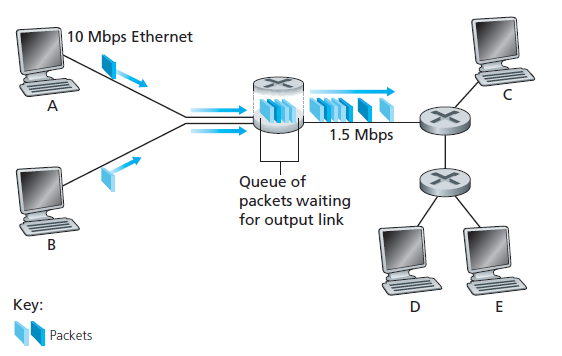 10 Mbps Ethernet
A
C
1.5 Mbps
Queue of
packets waiting
for output link
B
D
E
Key:
Packets